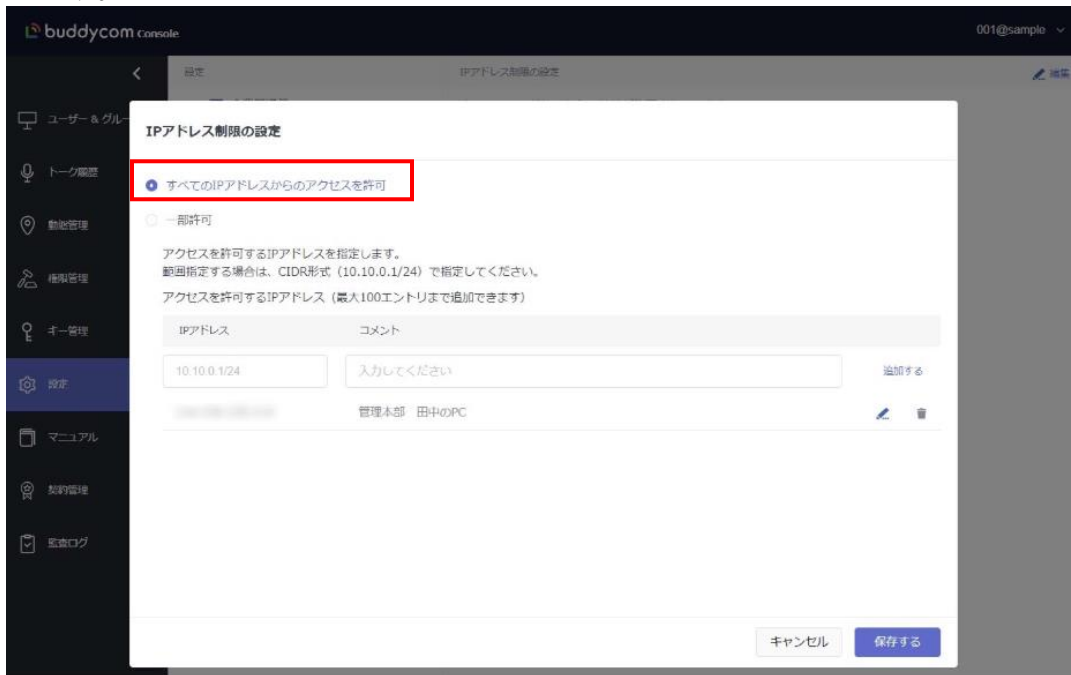 buddycom Console
001@sample
設定
IPアドレス制限の設定
編集
ユーザー & グルー
トーク履歴
動態管理
権限管理
キー管理
設定
マニュアル
契約管理
監査ログ
IPアドレス制限の設定
すべてのIPアドレスからのアクセスを許可
一部許可
アクセスを許可するIPアドレスを指定します。
範囲指定する場合は、CIDR形式（10.10.0.1/24）で指定してください。
アクセスを許可するIPアドレス（最大100エントリまで追加できます）
IPアドレス コメント
10.10.0.1/24 入力してください 追加する
管理本部 田中のPC
キャンセル 保存する